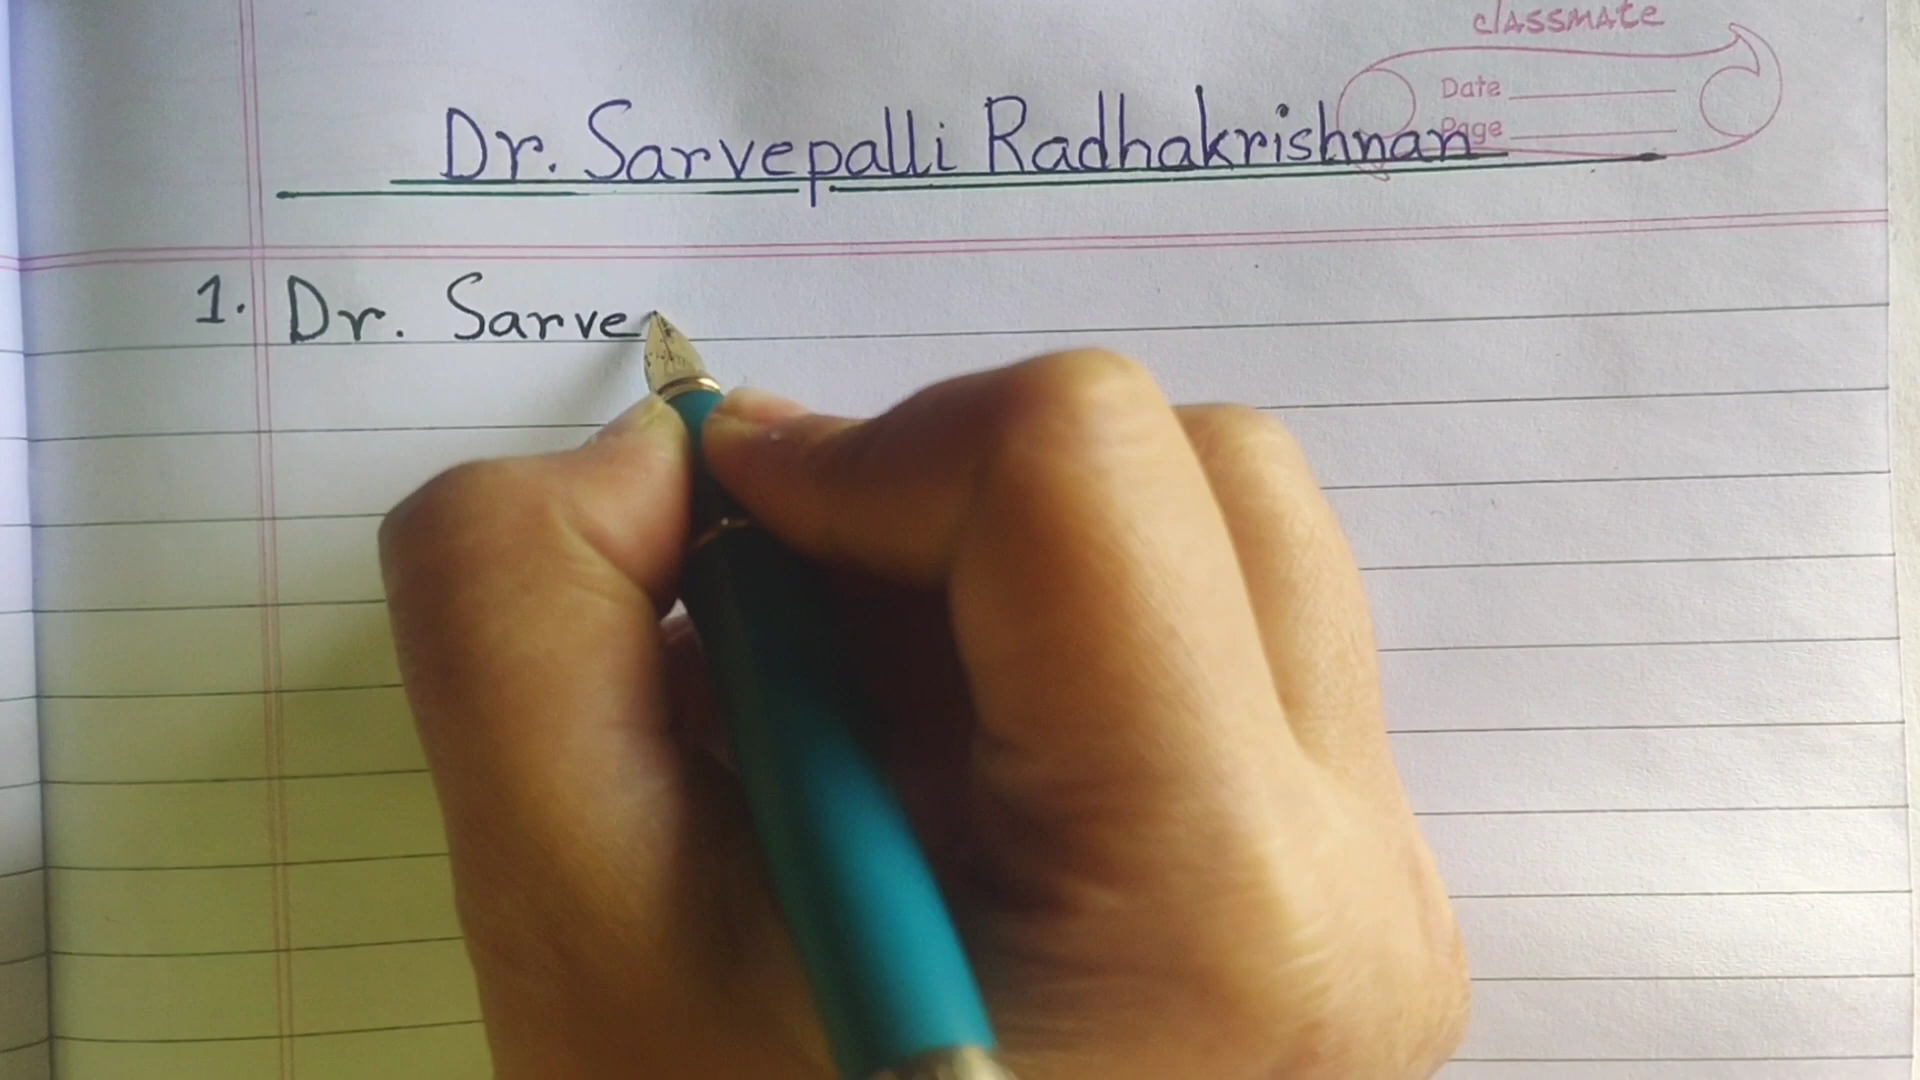 classmate
Date
Page
Dr. Sarvepalli Radhakrishnan
1. Dr. Sarve